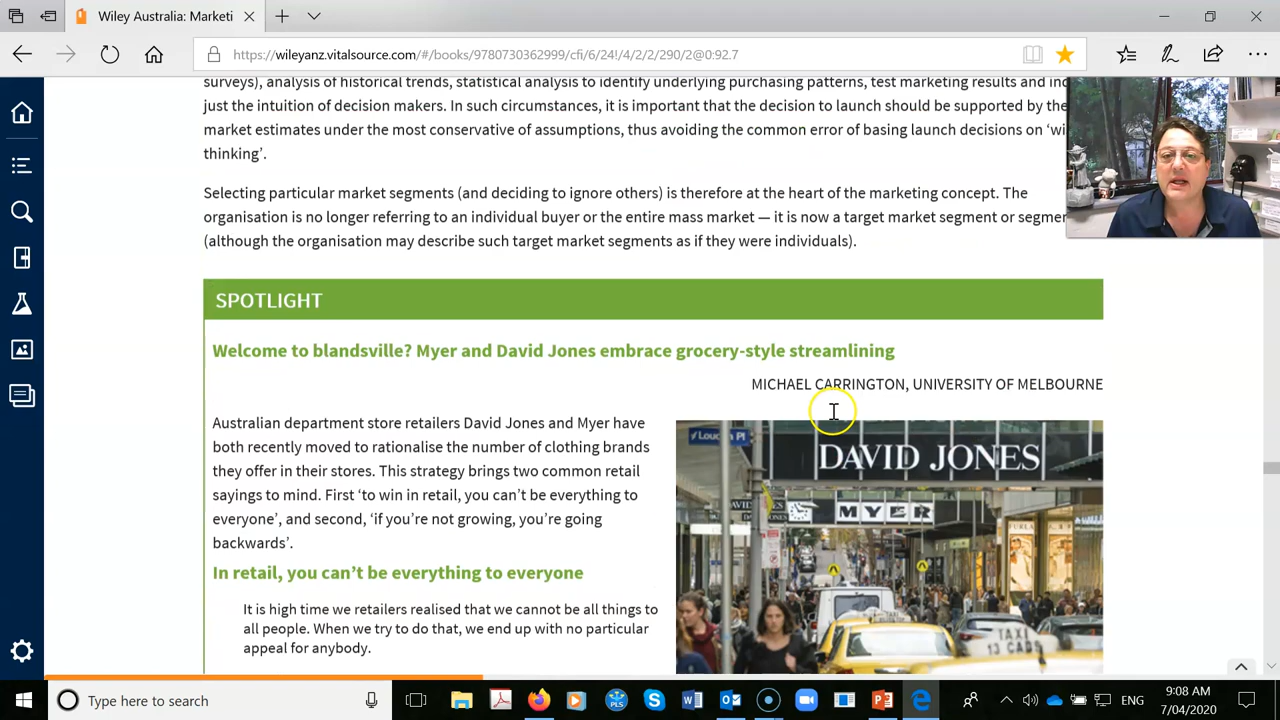 Wiley Australia: Marketi
https://wileyanz.vitalsource.com/#/books/9780730362999/cfi/6/24!/4/2/2/290/2@0:92.7
surveys), analysis of historical trends, statistical analysis to identify underlying purchasing patterns, test marketing results and
just the intuition of decision makers. In such circumstances, it is important that the decision to launch should be supported by the
market estimates under the most conservative of assumptions, thus avoiding the common error of basing launch decisions on
thinking’.
Selecting particular market segments (and deciding to ignore others) is therefore at the heart of the marketing concept. The
organisation is no longer referring to an individual buyer or the entire mass market — it is now a target market segment or
(although the organisation may describe such target market segments as if they were individuals).
SPOTLIGHT
Welcome to blandsville? Myer and David Jones embrace grocery-style streamlining
MICHAEL CARRINGTON, UNIVERSITY OF MELBOURNE
Australian department store retailers David Jones and Myer have
both recently moved to rationalise the number of clothing brands
they offer in their stores. This strategy brings two common retail
sayings to mind. First ‘to win in retail, you can’t be everything to
everyone’, and second, ‘if you’re not growing, you’re going
backwards’.
In retail, you can’t be everything to everyone
It is high time we retailers realised that we cannot be all things to
all people. When we try to do that, we end up with no particular
appeal for anybody.
DAVID JONES
MYER
TAXI
13 CABS
Type here to search
ENG
9:08 AM
7/04/2020